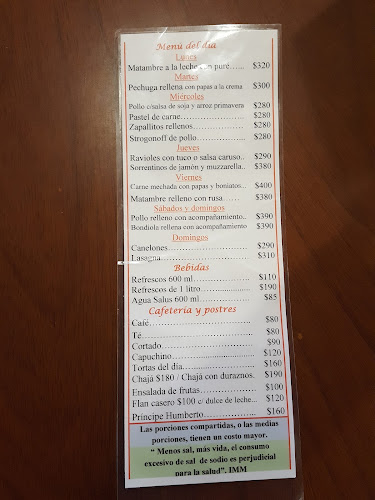 Menú del día
Lunes
Matambre a la leche con puré...... $320
Martes
Pechuga rellena con papas a la crema $300
Miércoles
Pollo c/salsa de soja y arroz primavera $280
Pastel de carne........................ $280
Zapallitos rellenos..................... $280
Strogonoff de pollo.................... $280
Jueves
Ravioles con tuco o salsa caruso.. $290
Sorrentinos de jamón y muzzarella.. $380
Viernes
Carne mechada con papas y boniatos... $400
Matambre relleno con rusa ...... $380
Sábados y domingos
Pollo relleno con acompañamiento.. $390
Bondiola rellena con acompañamiento $390
Domingos
Canelones............................ $290
Lasagna.............................. $310
Bebidas
Refrescos 600 ml..................... $110
Refrescos de 1 litro.................. $190
Agua Salus 600 ml................... $85
Cafetería y postres
Café................................ $80
Té.................................. $80
Cortado............................. $90
Capuchino.......................... $120
Tortas del día....................... $160
Chajá $180 / Chajá con duraznos. $190
Ensalada de frutas................... $100
Flan casero $100 c/ dulce de leche... $120
Principe Humberto.................. $160
Las porciones compartidas, o las medias
porciones, tienen un costo mayor.
“ Menos sal, más vida, el consumo
excesivo de sal de sodio es perjudicial
para la salud”. IMM